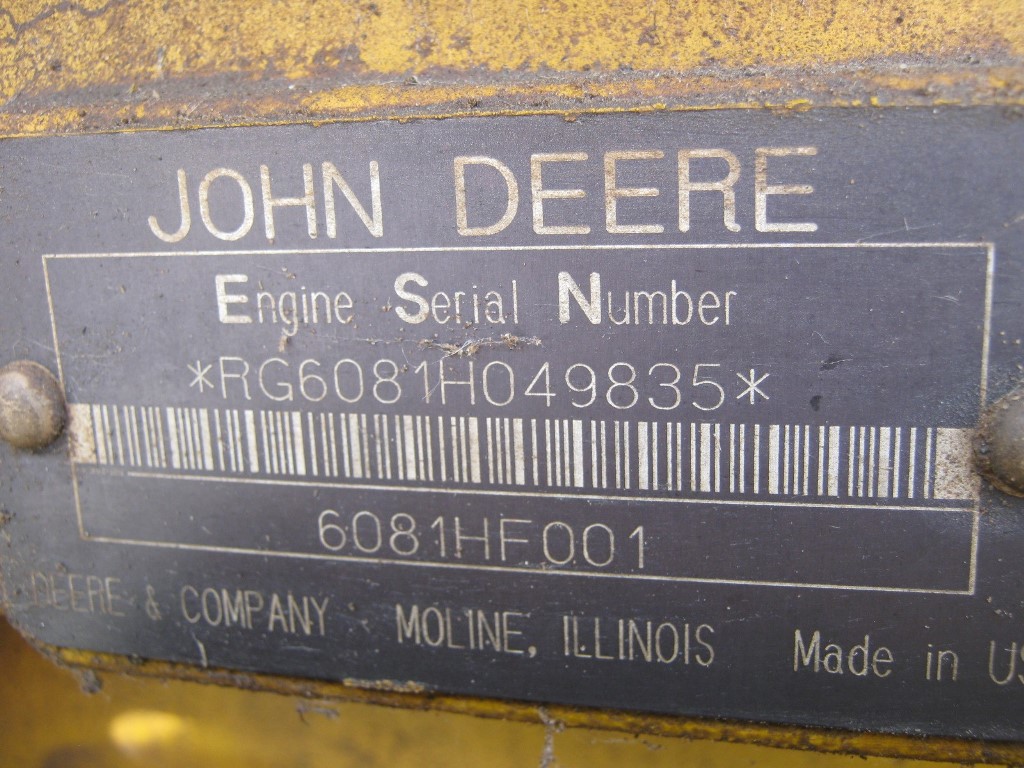 JOHN DEERE
Engine Serial Number
*RG6081H049835*
6081HF001
DEERE & COMPANY MOLINE, ILLINOIS Made in US